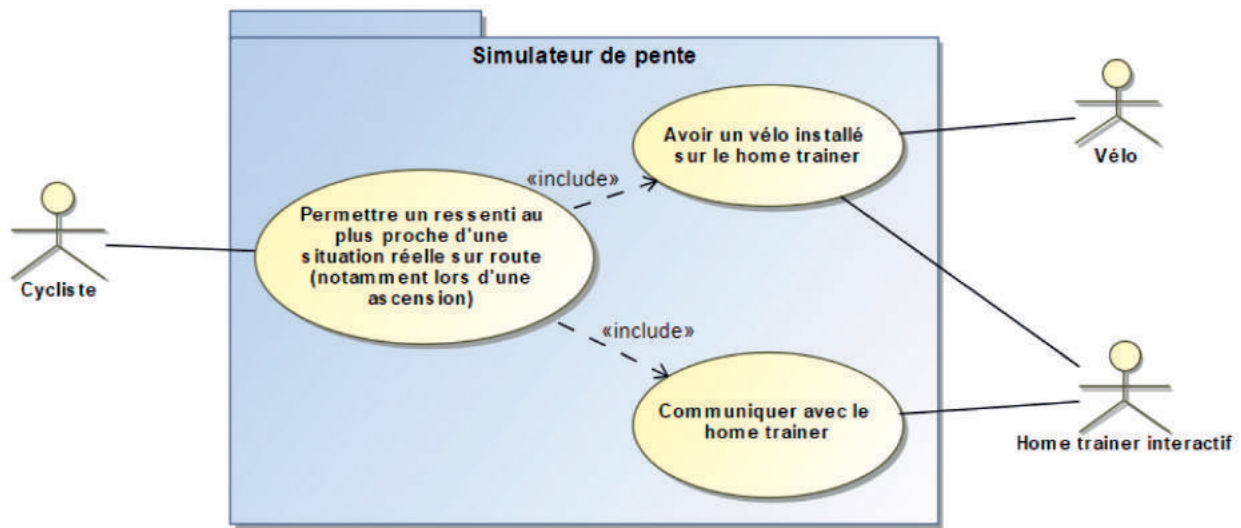 Simulateur de pente
Avoir un vélo installé
sur le home trainer
Vélo
«include»
Permettre un ressenti au
plus proche d'une
situation réelle sur route
(notamment lors d'une
ascension)
Cycliste
«include»
Communiquer avec le
home trainer
Home trainer interactif